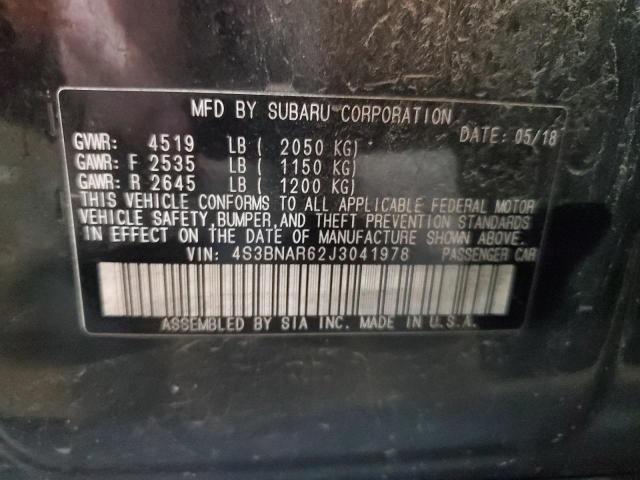 MFD BY SUBARU CORPORATION
DATE: 05/18
GVWR: 4519 LB ( 2050 KG)
GAWR: F 2535 LB ( 1150 KG)
GAWR: R 2645 LB ( 1200 KG)
THIS VEHICLE CONFORMS TO ALL APPLICABLE FEDERAL MOTOR
VEHICLE SAFETY, BUMPER, AND THEFT PREVENTION STANDARDS
IN EFFECT ON THE DATE OF MANUFACTURE SHOWN ABOVE.
VIN: 4S3BNAR62J3041978 PASSENGER CAR
ASSEMBLED BY SIA INC. MADE IN U.S.A.